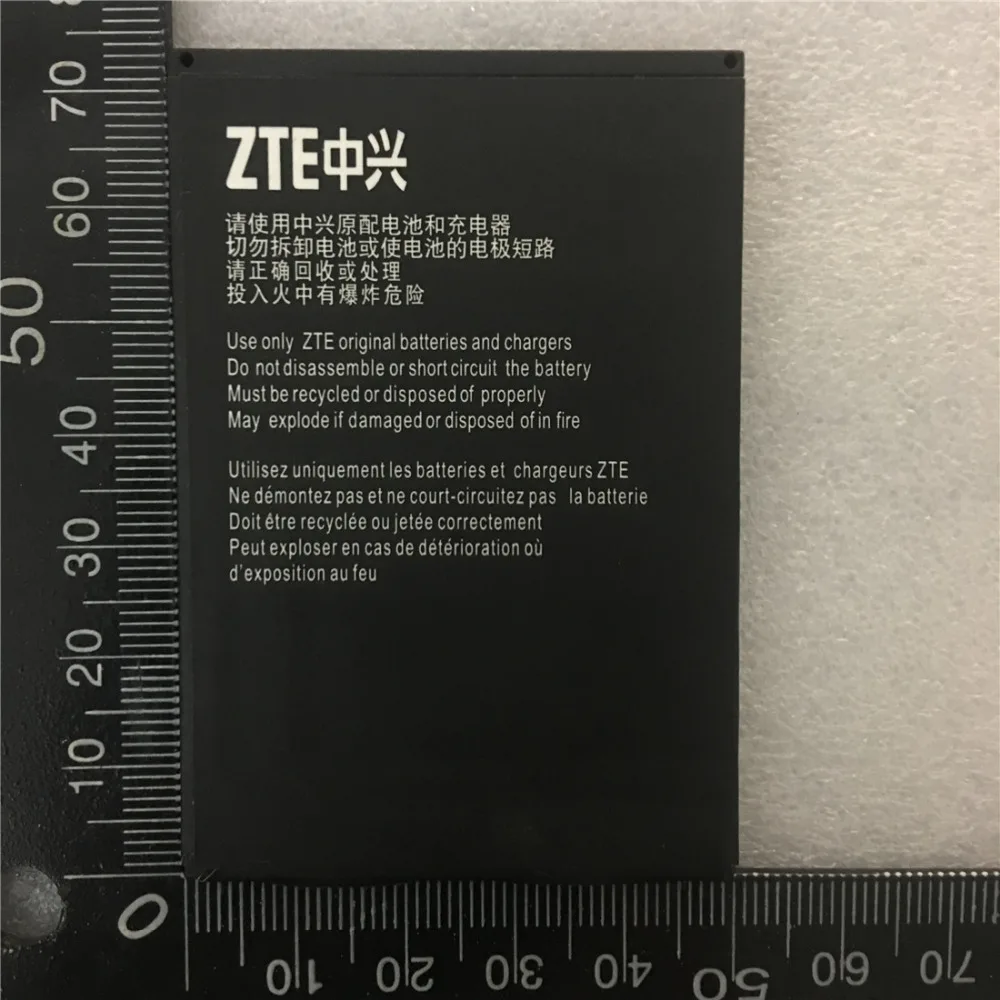 ZTE中兴
请使用中兴原配电池和充电器
切勿拆卸电池或使电池的电极短路
请正确回收或处理
投入火中有爆炸危险
Use only ZTE original batteries and chargers
Do not disassemble or short circuit the battery
Must be recycled or disposed of properly
May explode if damaged or disposed of in fire
Utilisez uniquement les batteries et chargeurs ZTE
Ne démontez pas et ne court-circuitez pas la batterie
Doit être recyclée ou jetée correctement
Peut exploser en cas de détérioration où
d'exposition au feu
70
60
50
40
30
20
10
0
10 20 30 40 50 60 70